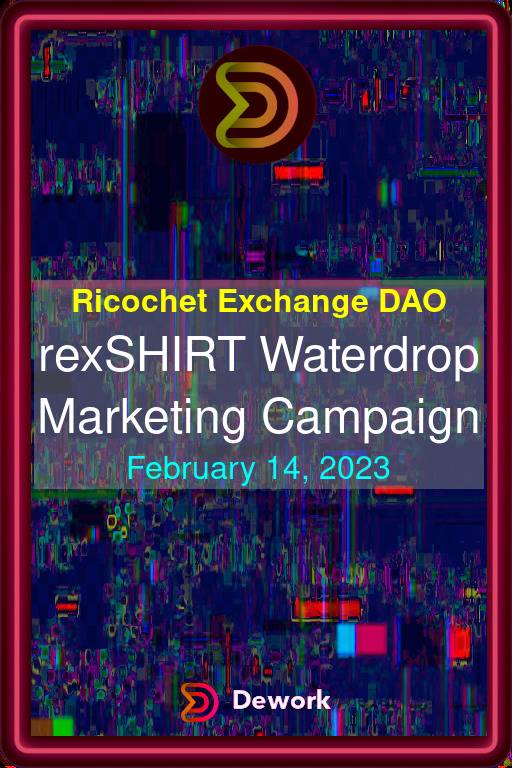 Ricochet Exchange DAO
rexSHIRT Waterdrop
Marketing Campaign
February 14, 2023
Dework